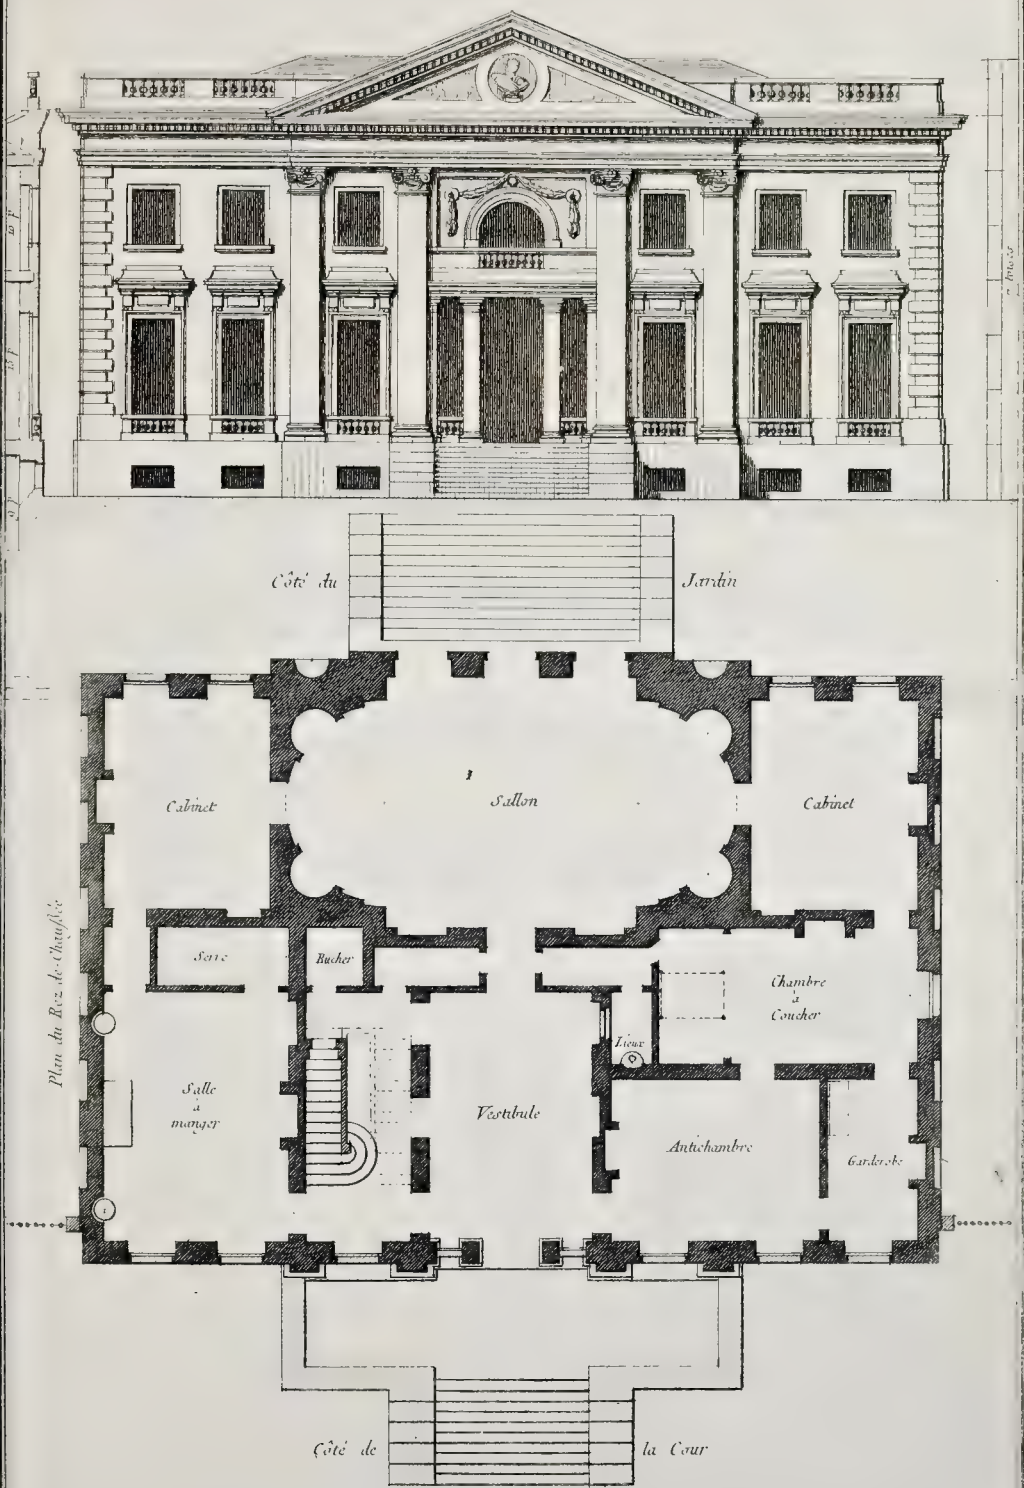 Côté du
Jardin
Cabinet
Sallon
Cabinet
Plan du Rez-de-Chaussée
Serre
Bucher
Chambre
à
Coucher
Lieux
Salle
à
manger
Vestibule
Antichambre
Garderobe
Côté de
la Cour